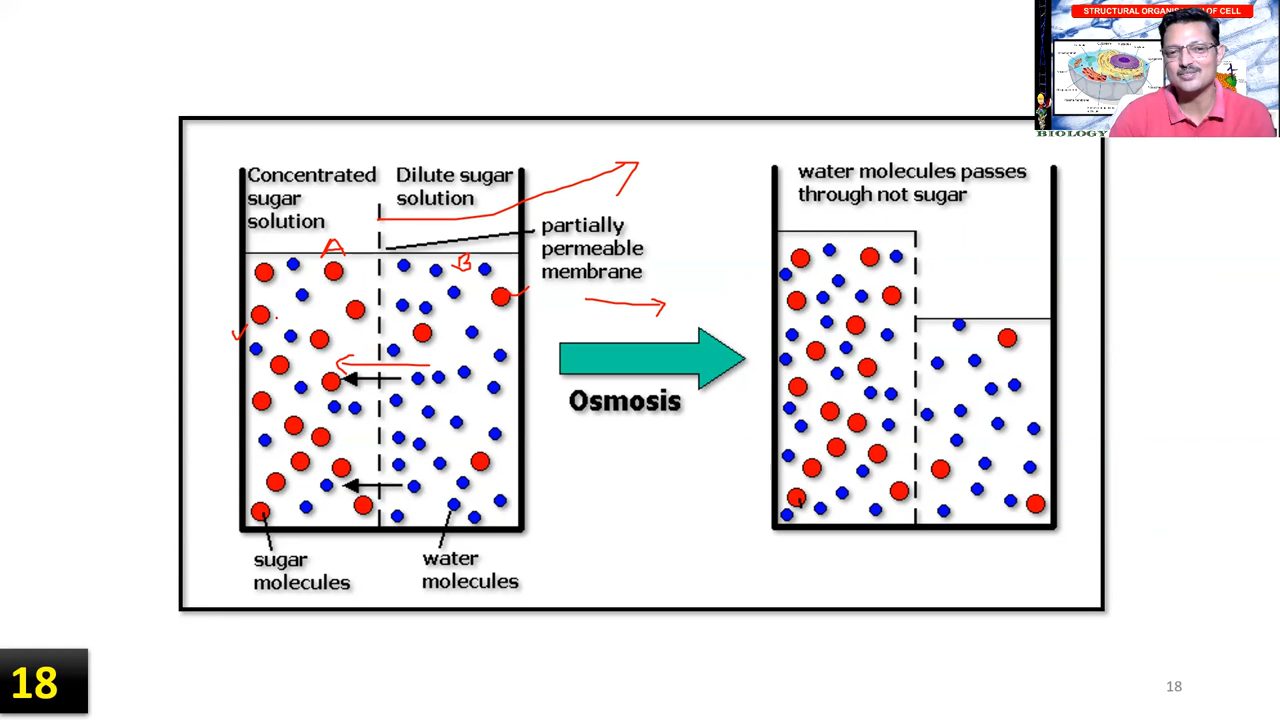 STRUCTURAL ORGANISATION OF CELL
BIOLOGY
Concentrated
sugar
solution
Dilute sugar
solution
A
B
partially
permeable
membrane
Osmosis
sugar
molecules
water
molecules
water molecules passes
through not sugar
18
18